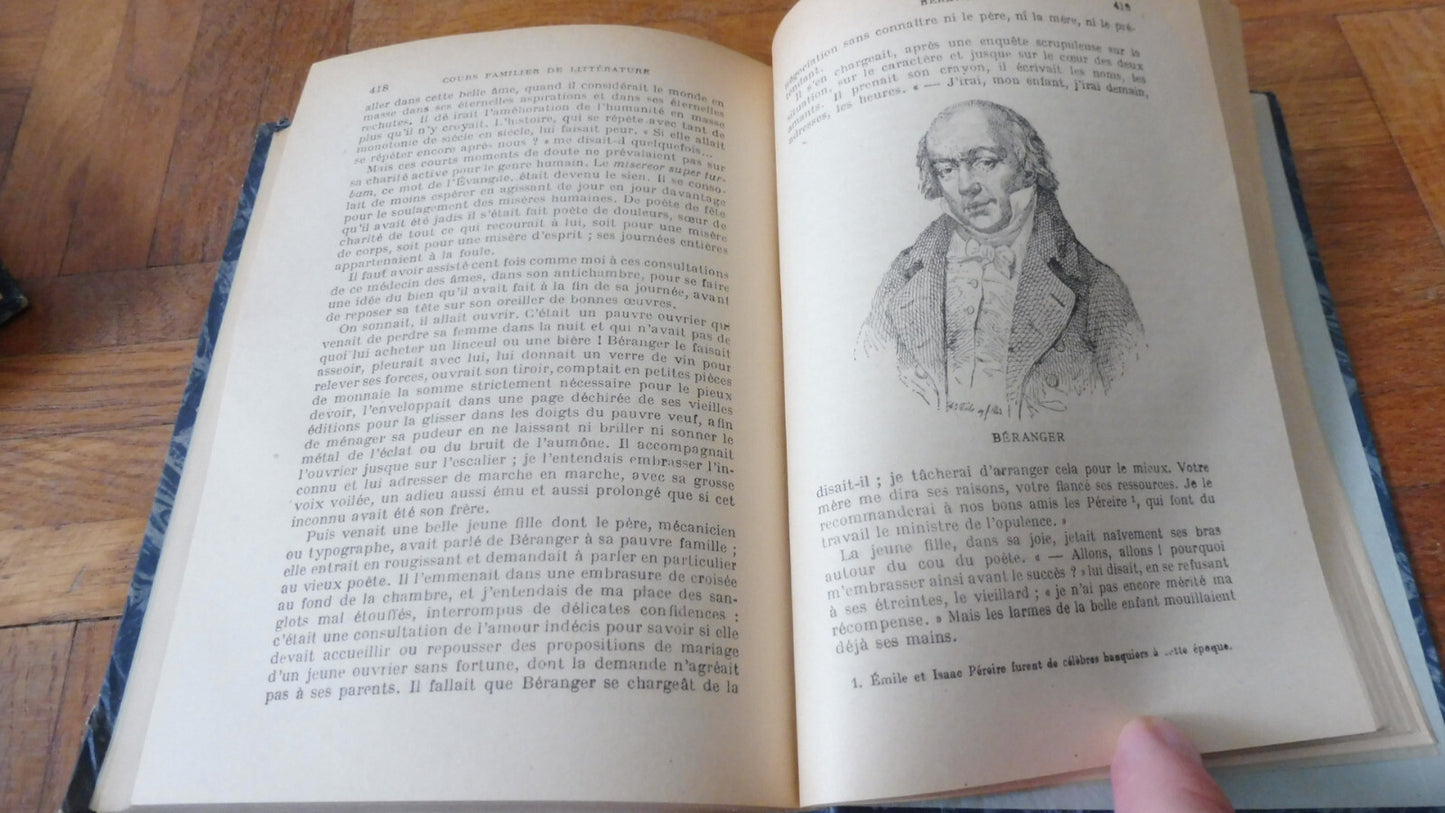 418
COURS FAMILIER DE LITTÉRATURE
aller dans cette belle âme, quand il considérait le monde en
masse dans ses éternelles aspirations et dans ses éternelles
rechutes. Il dé irait l'amélioration de l'humanité en masse
plus qu'il n'y croyait. L'histoire, qui se répète avec tant de
monotonie de siècle en siècle, lui faisait peur. « Si elle allait
se répéter encore après nous ? » me disait-il quelquefois...
Mais ces courts moments de doute ne prévalaient pas sur
sa charité active pour le genre humain. Le misereor super tur-
bam, ce mot de l'Évangile, était devenu le sien. Il se conso-
lait de moins espérer en agissant de jour en jour davantage
pour le soulagement des misères humaines. De poète de fête
qu'il avait été jadis il s'était fait poète de douleurs, sœur de
charité de tout ce qui recourait à lui, soit pour une misère
de corps, soit pour une misère d'esprit ; ses journées entières
appartenaient à la foule.
Il faut avoir assisté cent fois comme moi à ces consultations
de ce médecin des âmes, dans son antichambre, pour se faire
une idée du bien qu'il avait fait à la fin de sa journée, avant
de reposer sa tête sur son oreiller de bonnes œuvres.
On sonnait, il allait ouvrir. C'était un pauvre ouvrier qui
venait de perdre sa femme dans la nuit et qui n'avait pas de
quoi lui acheter un linceul ou une bière ! Béranger le faisait
asseoir, pleurait avec lui, lui donnait un verre de vin pour
relever ses forces, ouvrait son tiroir, comptait en petites pièces
de monnaie la somme strictement nécessaire pour le pieux
devoir, l'enveloppait dans une page déchirée de ses vieilles
éditions pour la glisser dans les doigts du pauvre veuf, afin
de ménager sa pudeur en ne laissant ni briller ni sonner le
métal de l'éclat ou du bruit de l'aumône. Il accompagnait
l'ouvrier jusque sur l'escalier ; je l'entendais embrasser l'in-
connu et lui adresser de marche en marche, avec sa grosse
voix voilée, un adieu aussi ému et aussi prolongé que si cet
inconnu avait été son frère.
Puis venait une belle jeune fille dont le père, mécanicien
ou typographe, avait parlé de Béranger à sa pauvre famille ;
elle entrait en rougissant et demandait à parler en particulier
au vieux poète. Il l'emmenait dans une embrasure de croisée
au fond de la chambre, et j'entendais de ma place des san-
glots mal étouffés, interrompus de délicates confidences :
c'était une consultation de l'amour indécis pour savoir si elle
devait accueillir ou repousser des propositions de mariage
d'un jeune ouvrier sans fortune, dont la demande n'agréait
pas à ses parents. Il fallait que Béranger se chargeât de la
419
négociation sans connaître ni le père, ni la mère, ni le pré-
tendant.
Il s'en chargeait, après une enquête scrupuleuse sur la
situation, sur le caractère et jusque sur le cœur des deux
amants. Il prenait son crayon, il écrivait les noms, les
adresses, les heures. « — J'irai, mon enfant, j'irai demain,
BÉRANGER
disait-il ; je tâcherai d'arranger cela pour le mieux. Votre
mère me dira ses raisons, votre fiancé ses ressources. Je le
recommanderai à nos bons amis les Péreire ¹, qui font du
travail le ministre de l'opulence. »
La jeune fille, dans sa joie, jetait naïvement ses bras
autour du cou du poète. « — Allons, allons ! pourquoi
m'embrasser ainsi avant le succès ? » lui disait, en se refusant
à ses étreintes, le vieillard ; « je n'ai pas encore mérité ma
récompense. » Mais les larmes de la belle enfant mouillaient
déjà ses mains.
1. Émile et Isaac Péreire furent de célèbres banquiers à cette époque.